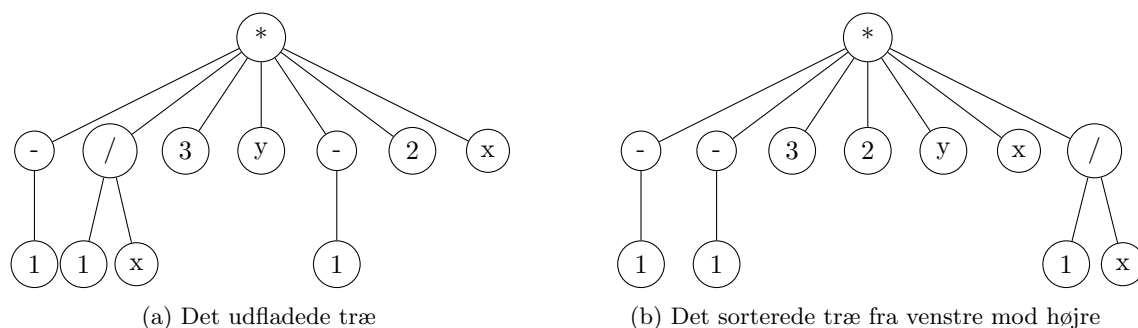 *
- / 3 y - 2 x
1 1 x 1
(a) Det udfladede træ
*
- - 3 2 y x /
1 1 1 x
(b) Det sorterede træ fra venstre mod højre